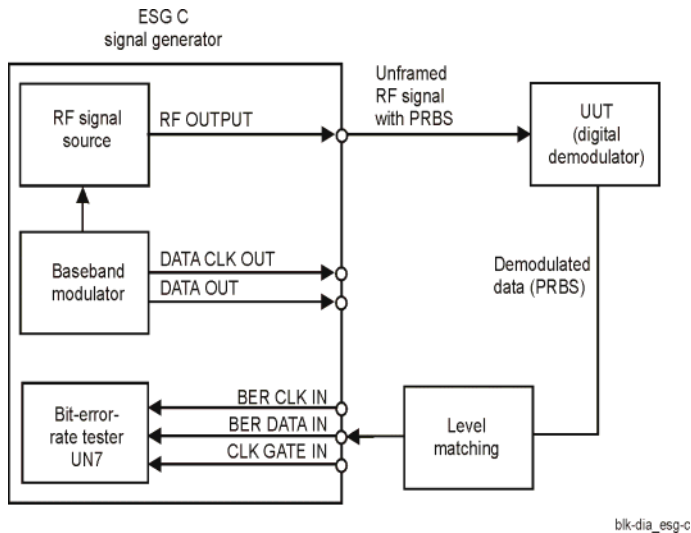 ESG C
signal generator
RF signal
source
RF OUTPUT
Unframed
RF signal
with PRBS
UUT
(digital
demodulator)
Baseband
modulator
DATA CLK OUT
DATA OUT
Demodulated
data (PRBS)
Bit-error-
rate tester
UN7
BER CLK IN
BER DATA IN
CLK GATE IN
Level
matching
blk-dia_esg-c